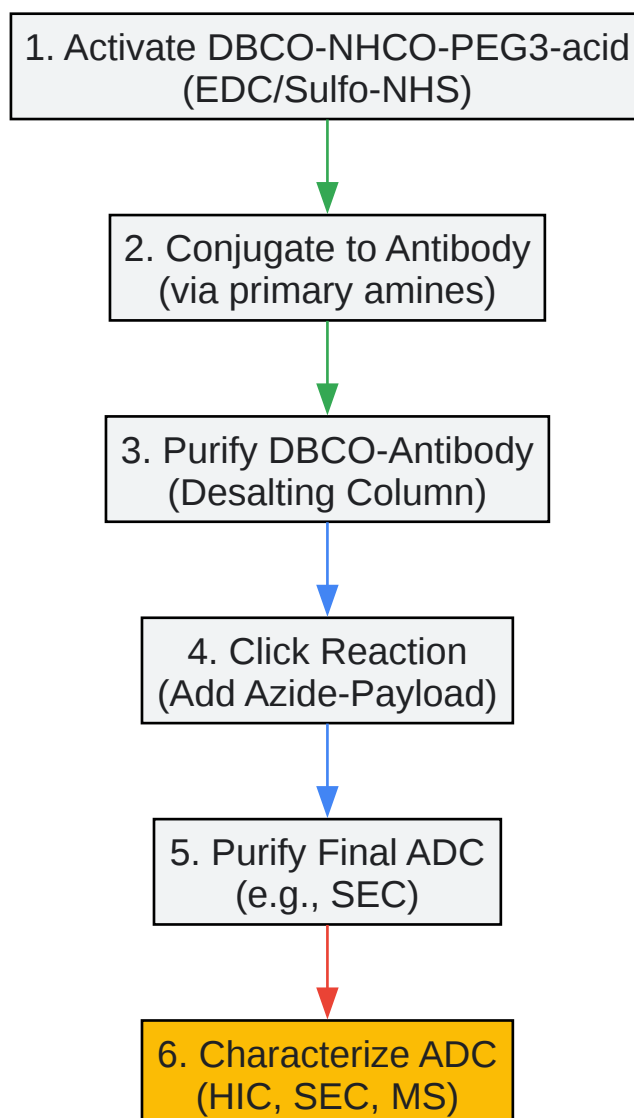 1. Activate DBCO-NHCO-PEG3-acid
(EDC/Sulfo-NHS)
2. Conjugate to Antibody
(via primary amines)
3. Purify DBCO-Antibody
(Desalting Column)
4. Click Reaction
(Add Azide-Payload)
5. Purify Final ADC
(e.g., SEC)
6. Characterize ADC
(HIC, SEC, MS)